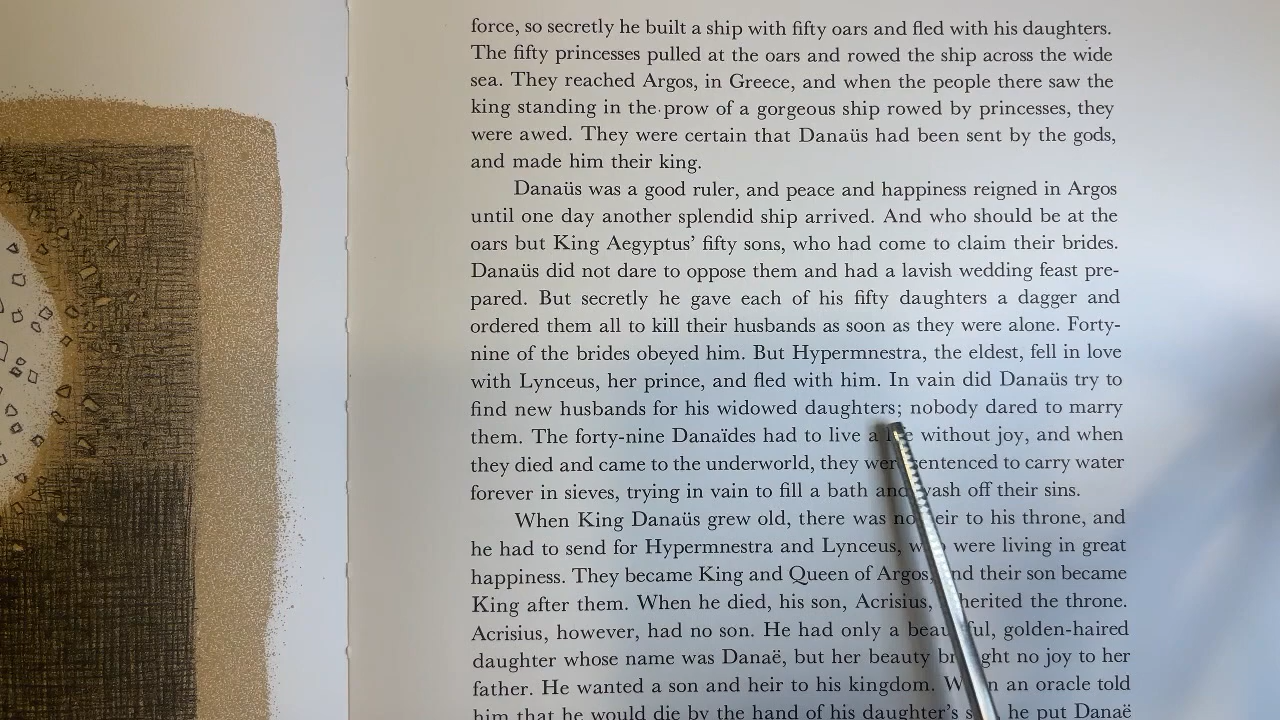 force, so secretly he built a ship with fifty oars and fled with his daughters.
The fifty princesses pulled at the oars and rowed the ship across the wide
sea. They reached Argos, in Greece, and when the people there saw the
king standing in the prow of a gorgeous ship rowed by princesses, they
were awed. They were certain that Danaüs had been sent by the gods,
and made him their king.
Danaüs was a good ruler, and peace and happiness reigned in Argos
until one day another splendid ship arrived. And who should be at the
oars but King Aegyptus’ fifty sons, who had come to claim their brides.
Danaüs did not dare to oppose them and had a lavish wedding feast pre-
pared. But secretly he gave each of his fifty daughters a dagger and
ordered them all to kill their husbands as soon as they were alone. Forty-
nine of the brides obeyed him. But Hypermnestra, the eldest, fell in love
with Lynceus, her prince, and fled with him. In vain did Danaüs try to
find new husbands for his widowed daughters; nobody dared to marry
them. The forty-nine Danaïdes had to live a without joy, and when
they died and came to the underworld, they were sentenced to carry water
forever in sieves, trying in vain to fill a bath and wash off their sins.
When King Danaüs grew old, there was no heir to his throne, and
he had to send for Hypermnestra and Lynceus, who were living in great
happiness. They became King and Queen of Argos, and their son became
King after them. When he died, his son, Acrisius, inherited the throne.
Acrisius, however, had no son. He had only a beautiful, golden-haired
daughter whose name was Danaë, but her beauty brought no joy to her
father. He wanted a son and heir to his kingdom. When an oracle told
him that he would die by the hand of his daughter's he put Danaë